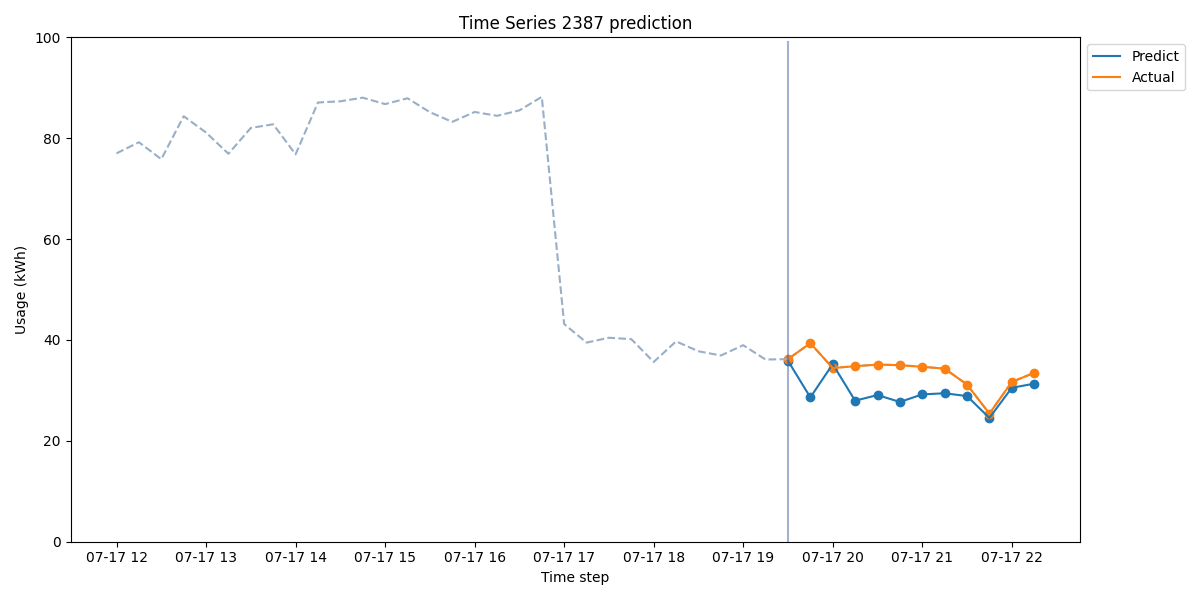 Time Series 2387 prediction
Predict
Actual
100
80
60
40
20
0
Usage (kWh)
07-17 12 07-17 13 07-17 14 07-17 15 07-17 16 07-17 17 07-17 18 07-17 19 07-17 20 07-17 21 07-17 22
Time step